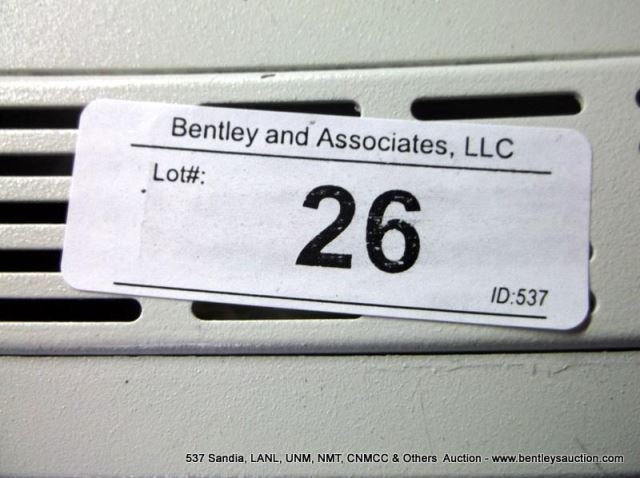 Bentley and Associates, LLC
Lot#:
26
ID:537
537 Sandia, LANL, UNM, NMT, CNMCC & Others Auction - www.bentleysauction.com